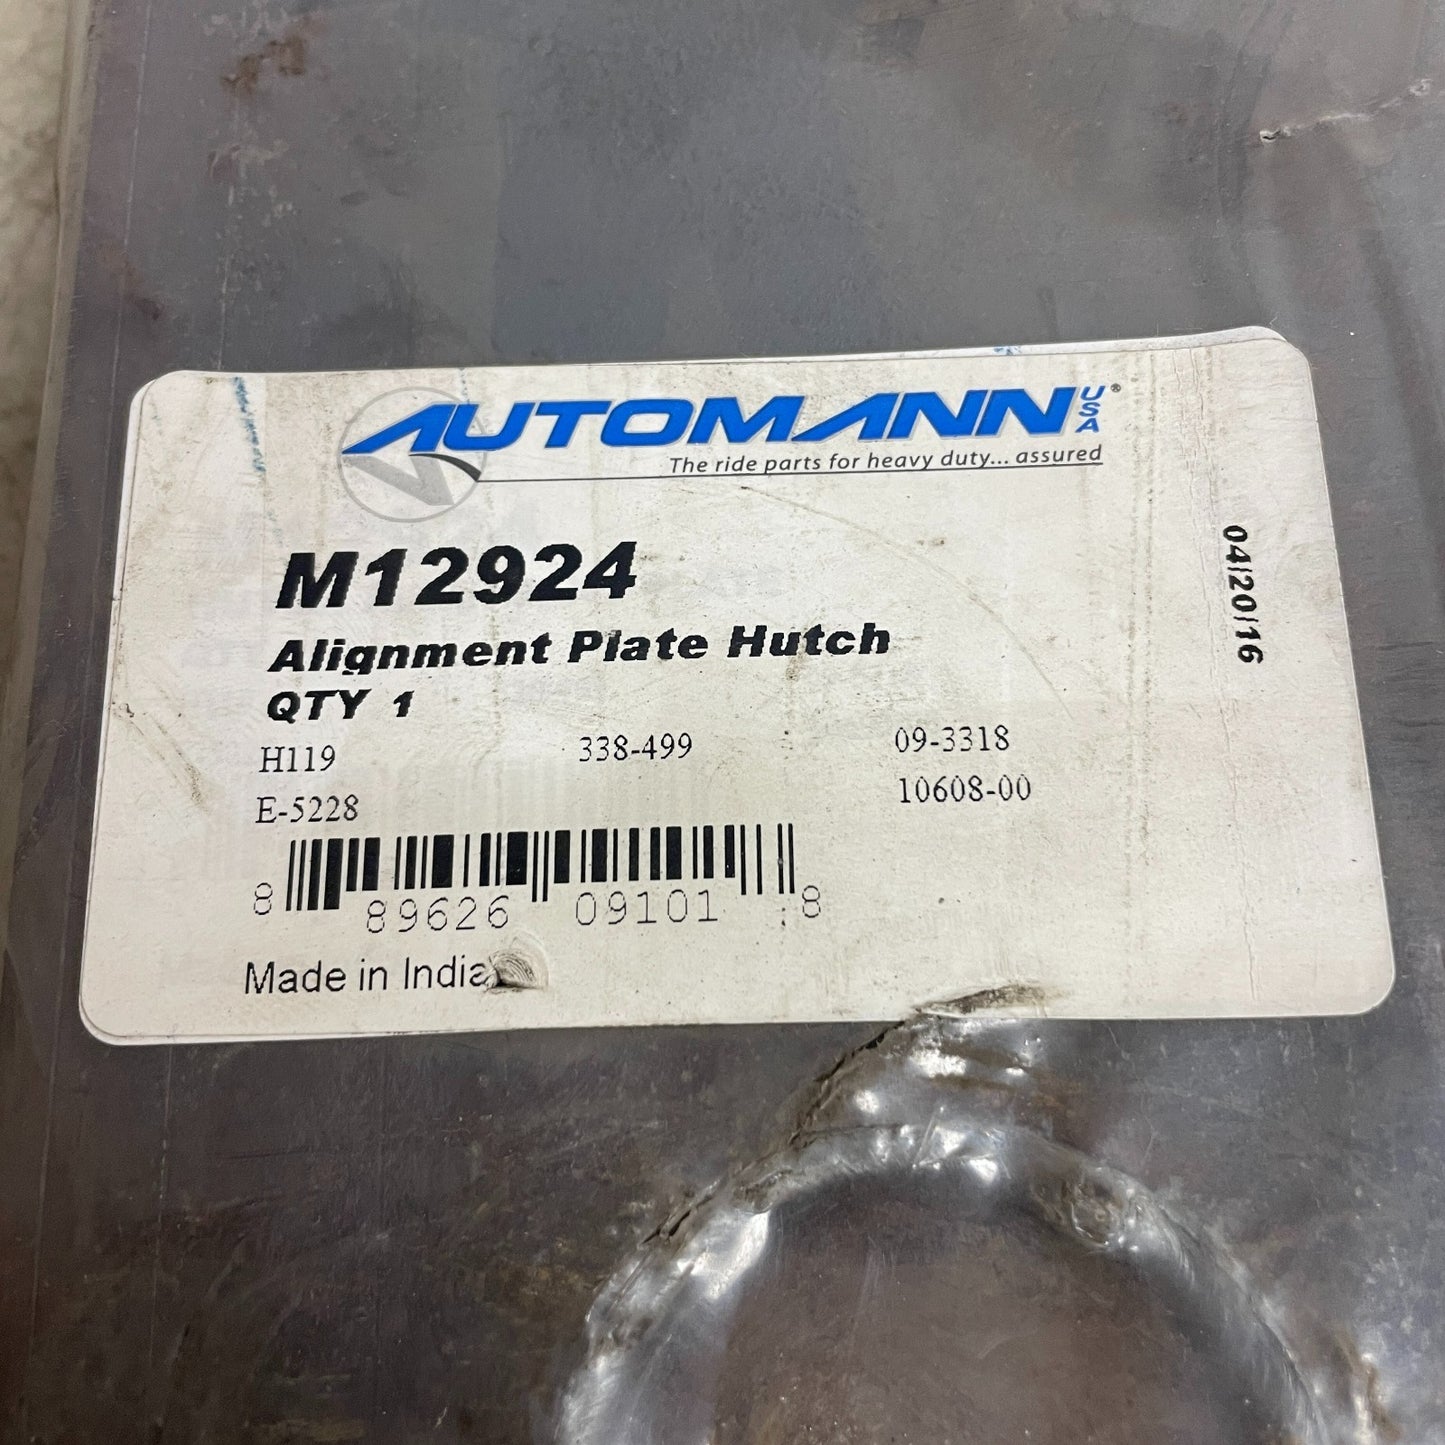 AUTOMANN USA®
The ride parts for heavy duty... assured
M12924
Alignment Plate Hutch
QTY 1
H119 338-499 09-3318
E-5228 10608-00
8 89626 09101 8
Made in India
04/20/16